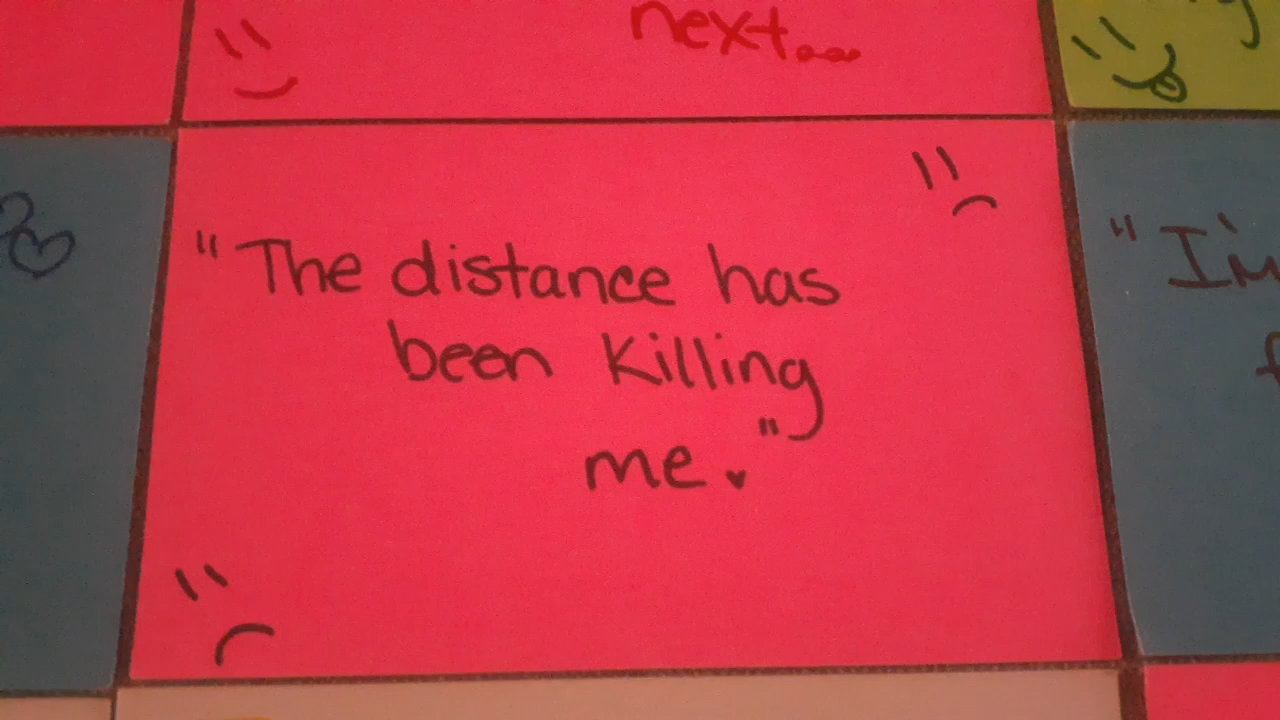 next...
"The distance has
been killing
me."
"I'm